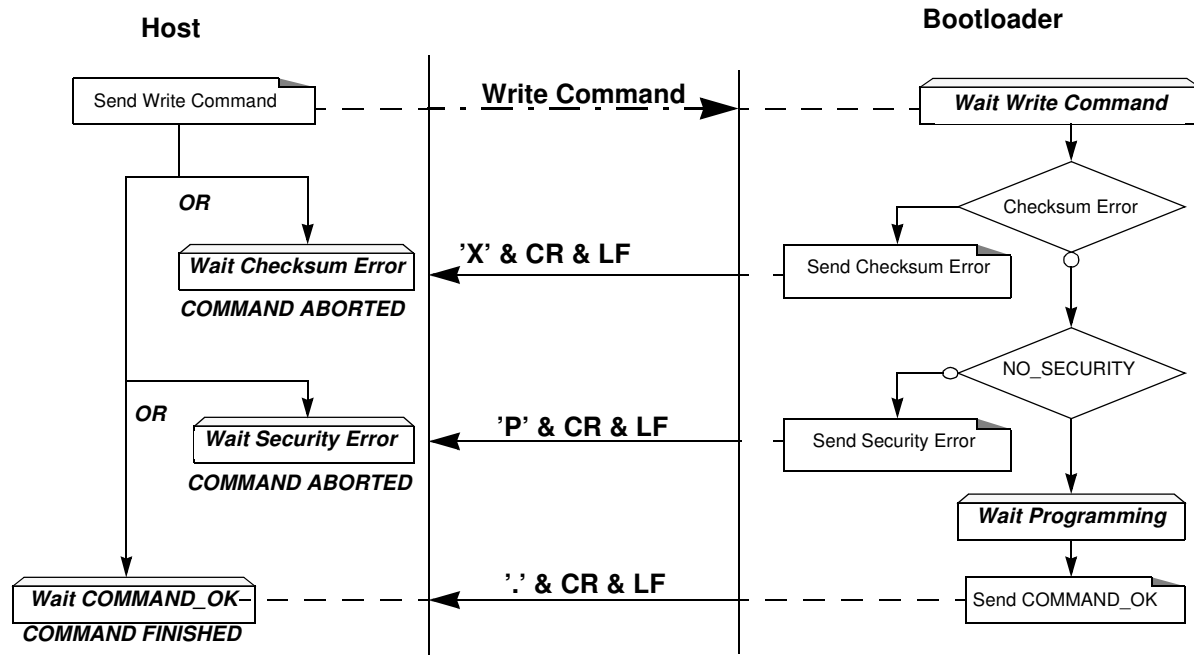 Host
Bootloader
Send Write Command
Write Command
Wait Write Command
OR
Checksum Error
Wait Checksum Error
'X' & CR & LF
Send Checksum Error
COMMAND ABORTED
NO_SECURITY
OR
Wait Security Error
'P' & CR & LF
Send Security Error
COMMAND ABORTED
Wait Programming
Wait COMMAND_OK
'.' & CR & LF
Send COMMAND_OK
COMMAND FINISHED